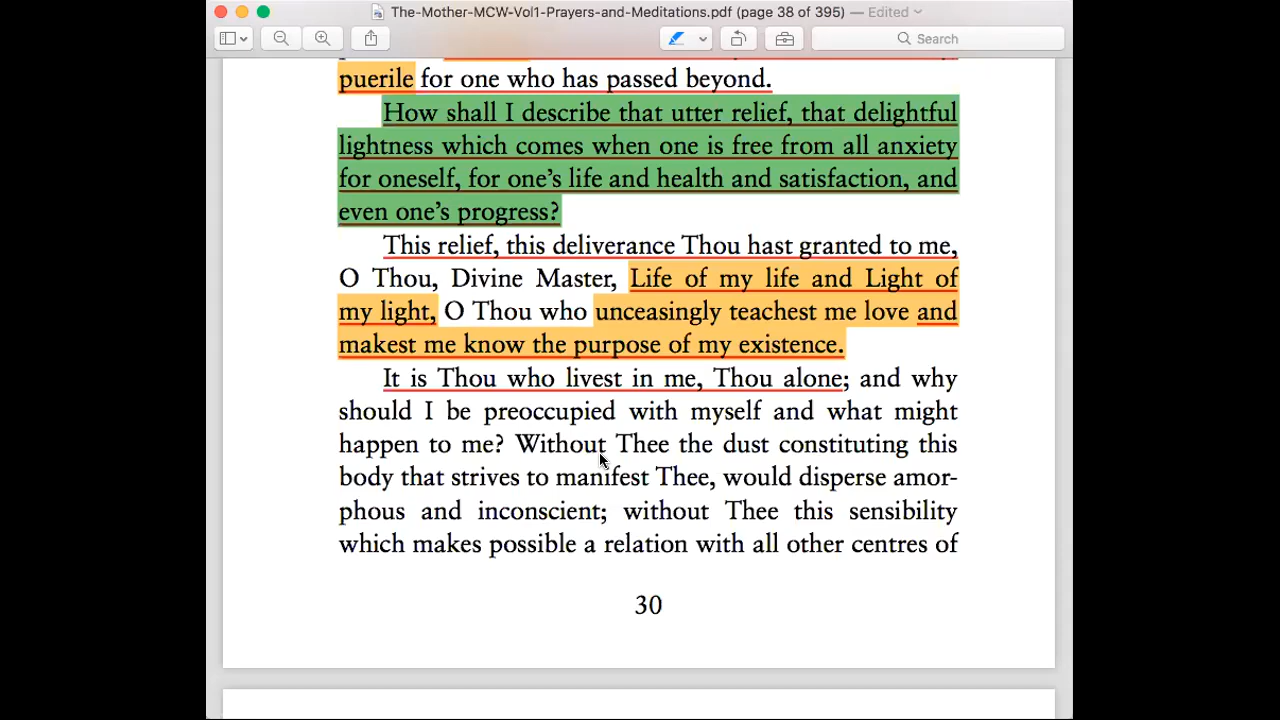 The-Mother-MCW-Vol1-Prayers-and-Meditations.pdf (page 38 of 395) — Edited
Search
puerile for one who has passed beyond.
How shall I describe that utter relief, that delightful
lightness which comes when one is free from all anxiety
for oneself, for one's life and health and satisfaction, and
even one's progress?
This relief, this deliverance Thou hast granted to me,
O Thou, Divine Master, Life of my life and Light of
my light, O Thou who unceasingly teachest me love and
makest me know the purpose of my existence.
It is Thou who livest in me, Thou alone; and why
should I be preoccupied with myself and what might
happen to me? Without Thee the dust constituting this
body that strives to manifest Thee, would disperse amor-
phous and inconscient; without Thee this sensibility
which makes possible a relation with all other centres of
30